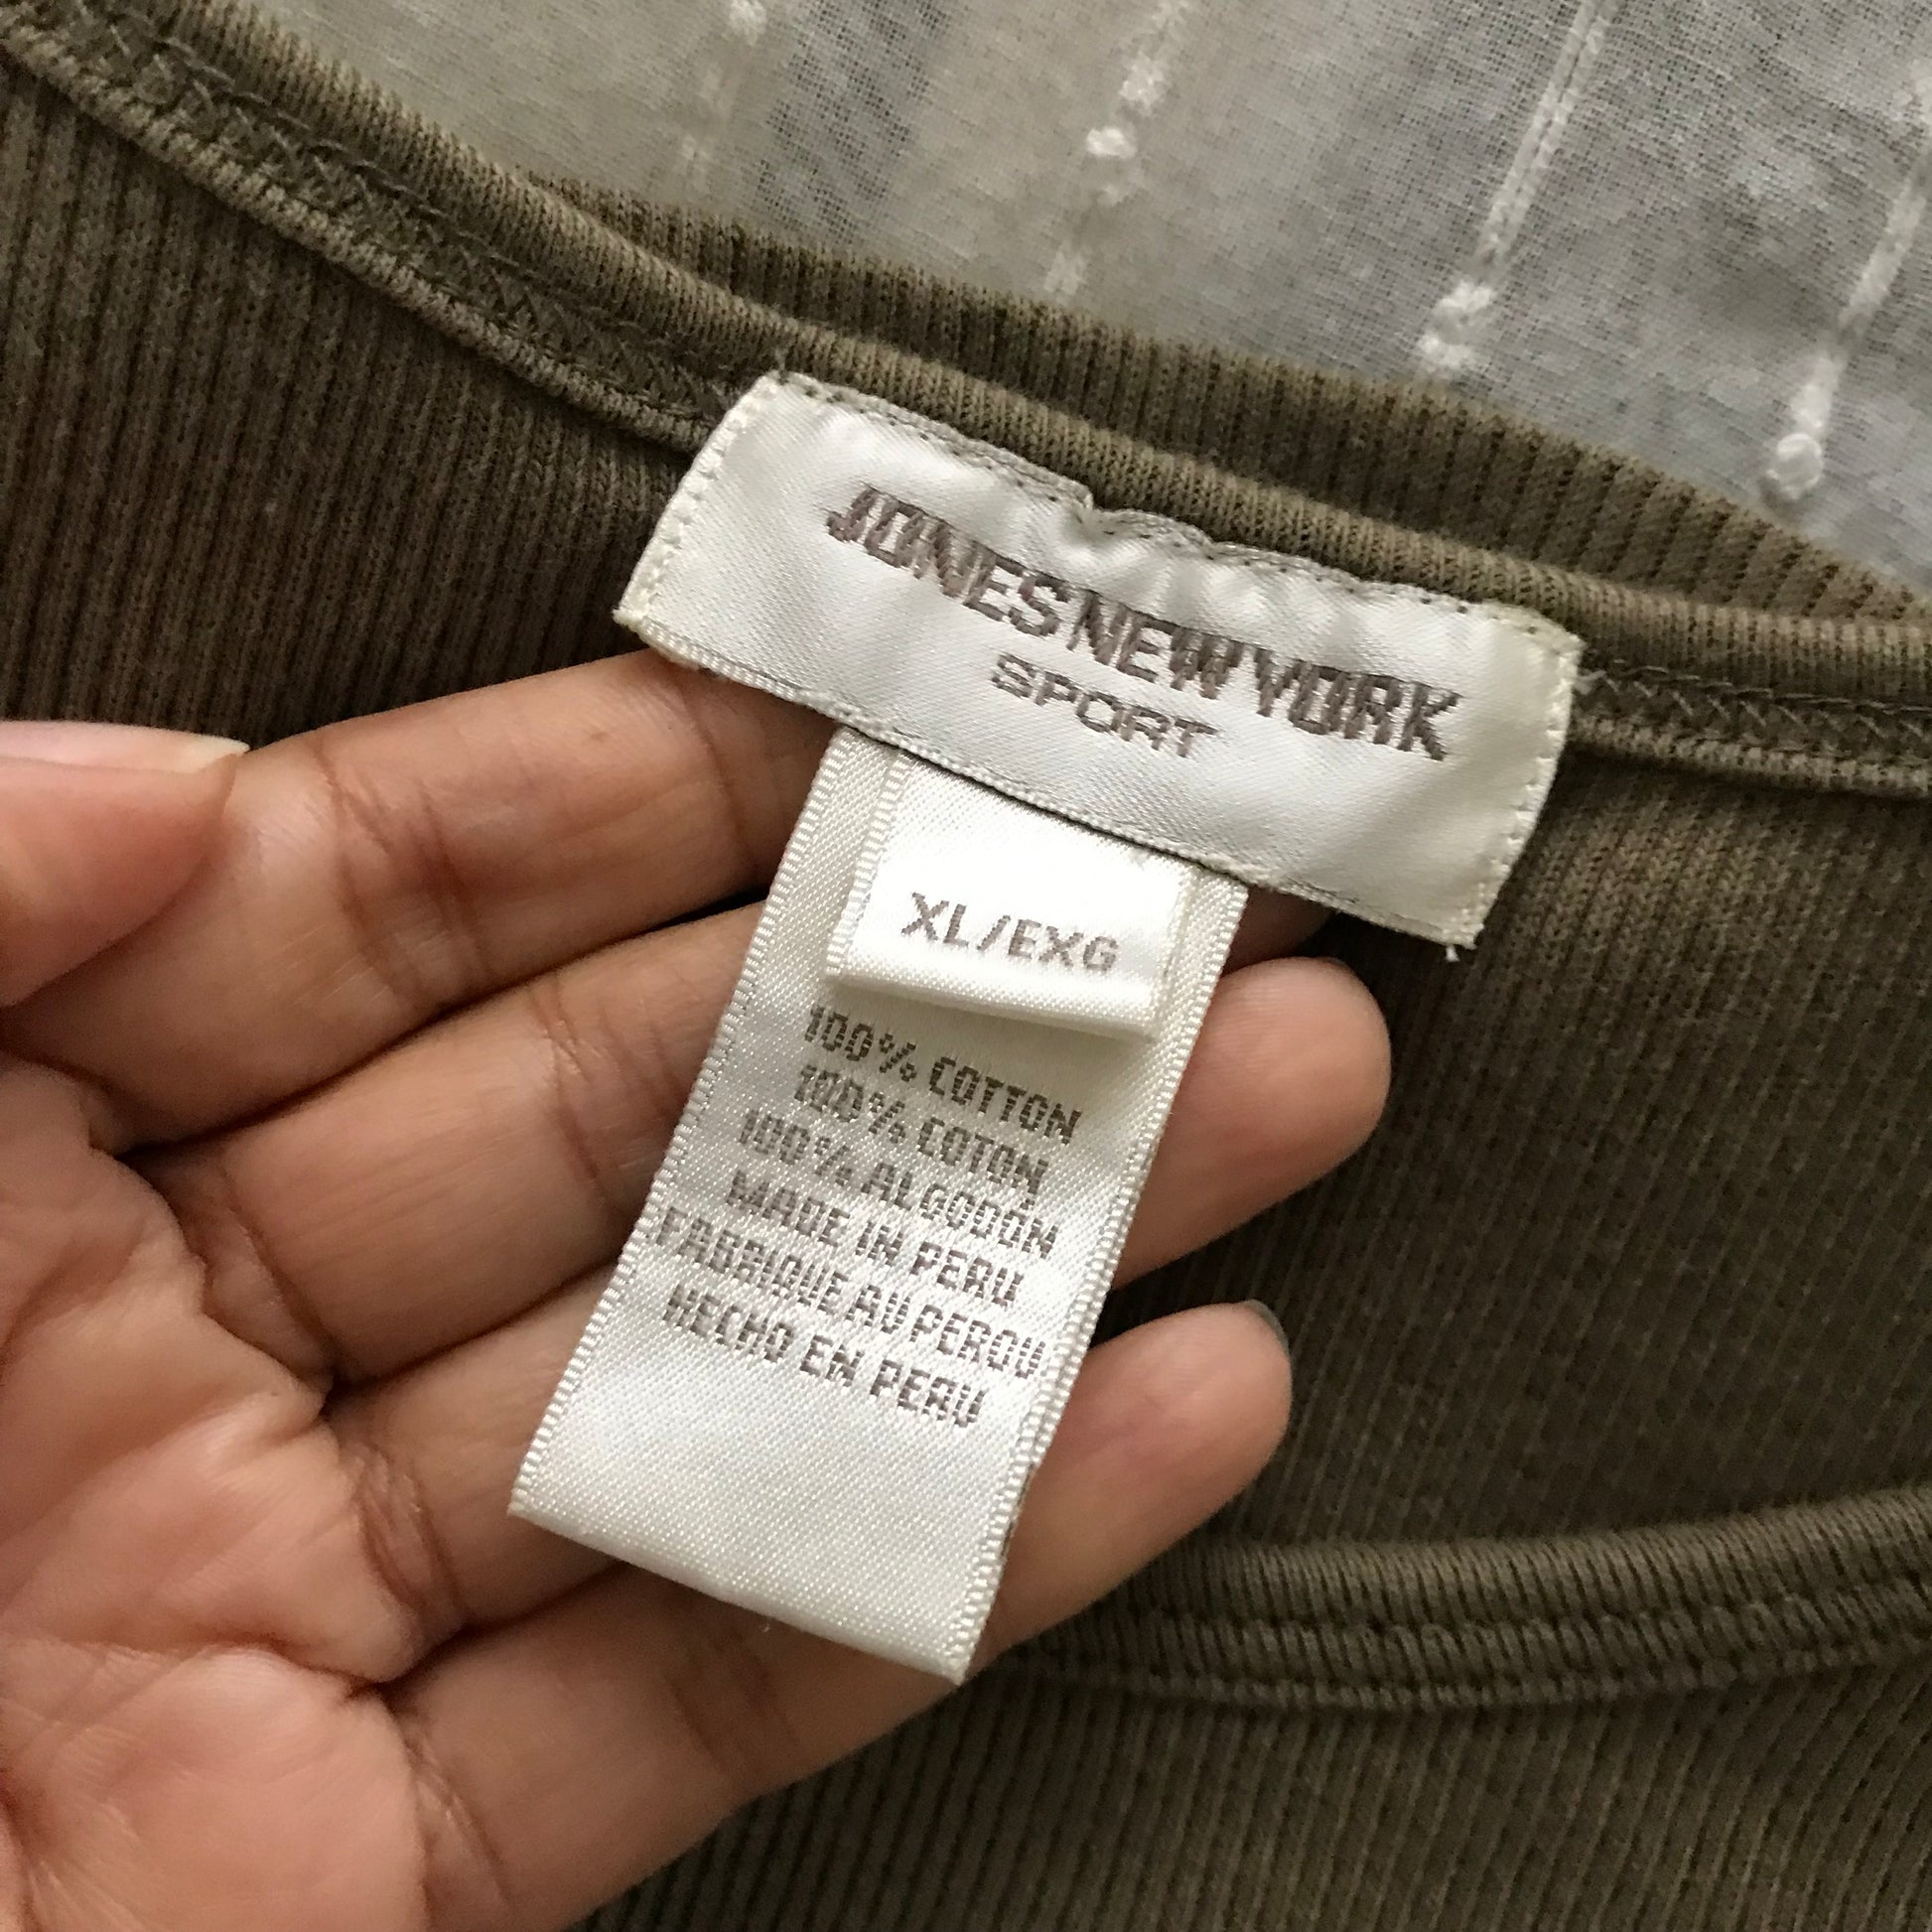 JONES NEW YORK
SPORT
XL/EXG
100% COTTON
100% COTON
100% ALGODON
MADE IN PERU
FABRIQUE AU PEROU
HECHO EN PERU